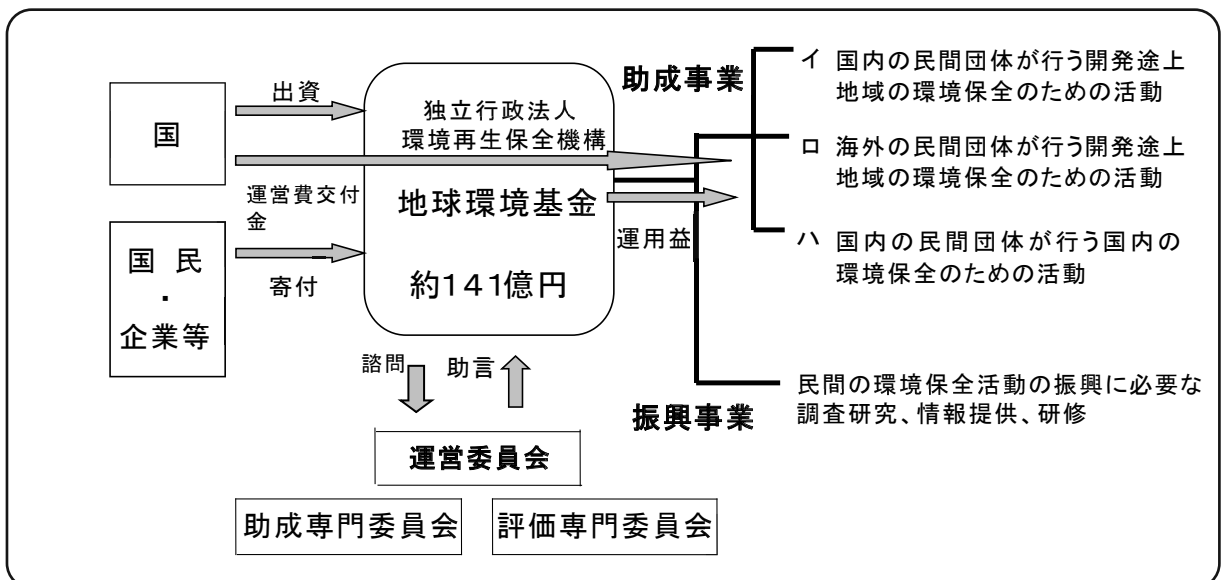 国
出資
運営費交付
金
国 民
・
企業等
寄付
独立行政法人
環境再生保全機構
地球環境基金
約141億円
運用益
諮問
助言
運営委員会
助成専門委員会
評価専門委員会
助成事業
イ 国内の民間団体が行う開発途上
地域の環境保全のための活動
ロ 海外の民間団体が行う開発途上
地域の環境保全のための活動
ハ 国内の民間団体が行う国内の
環境保全のための活動
振興事業
民間の環境保全活動の振興に必要な
調査研究、情報提供、研修